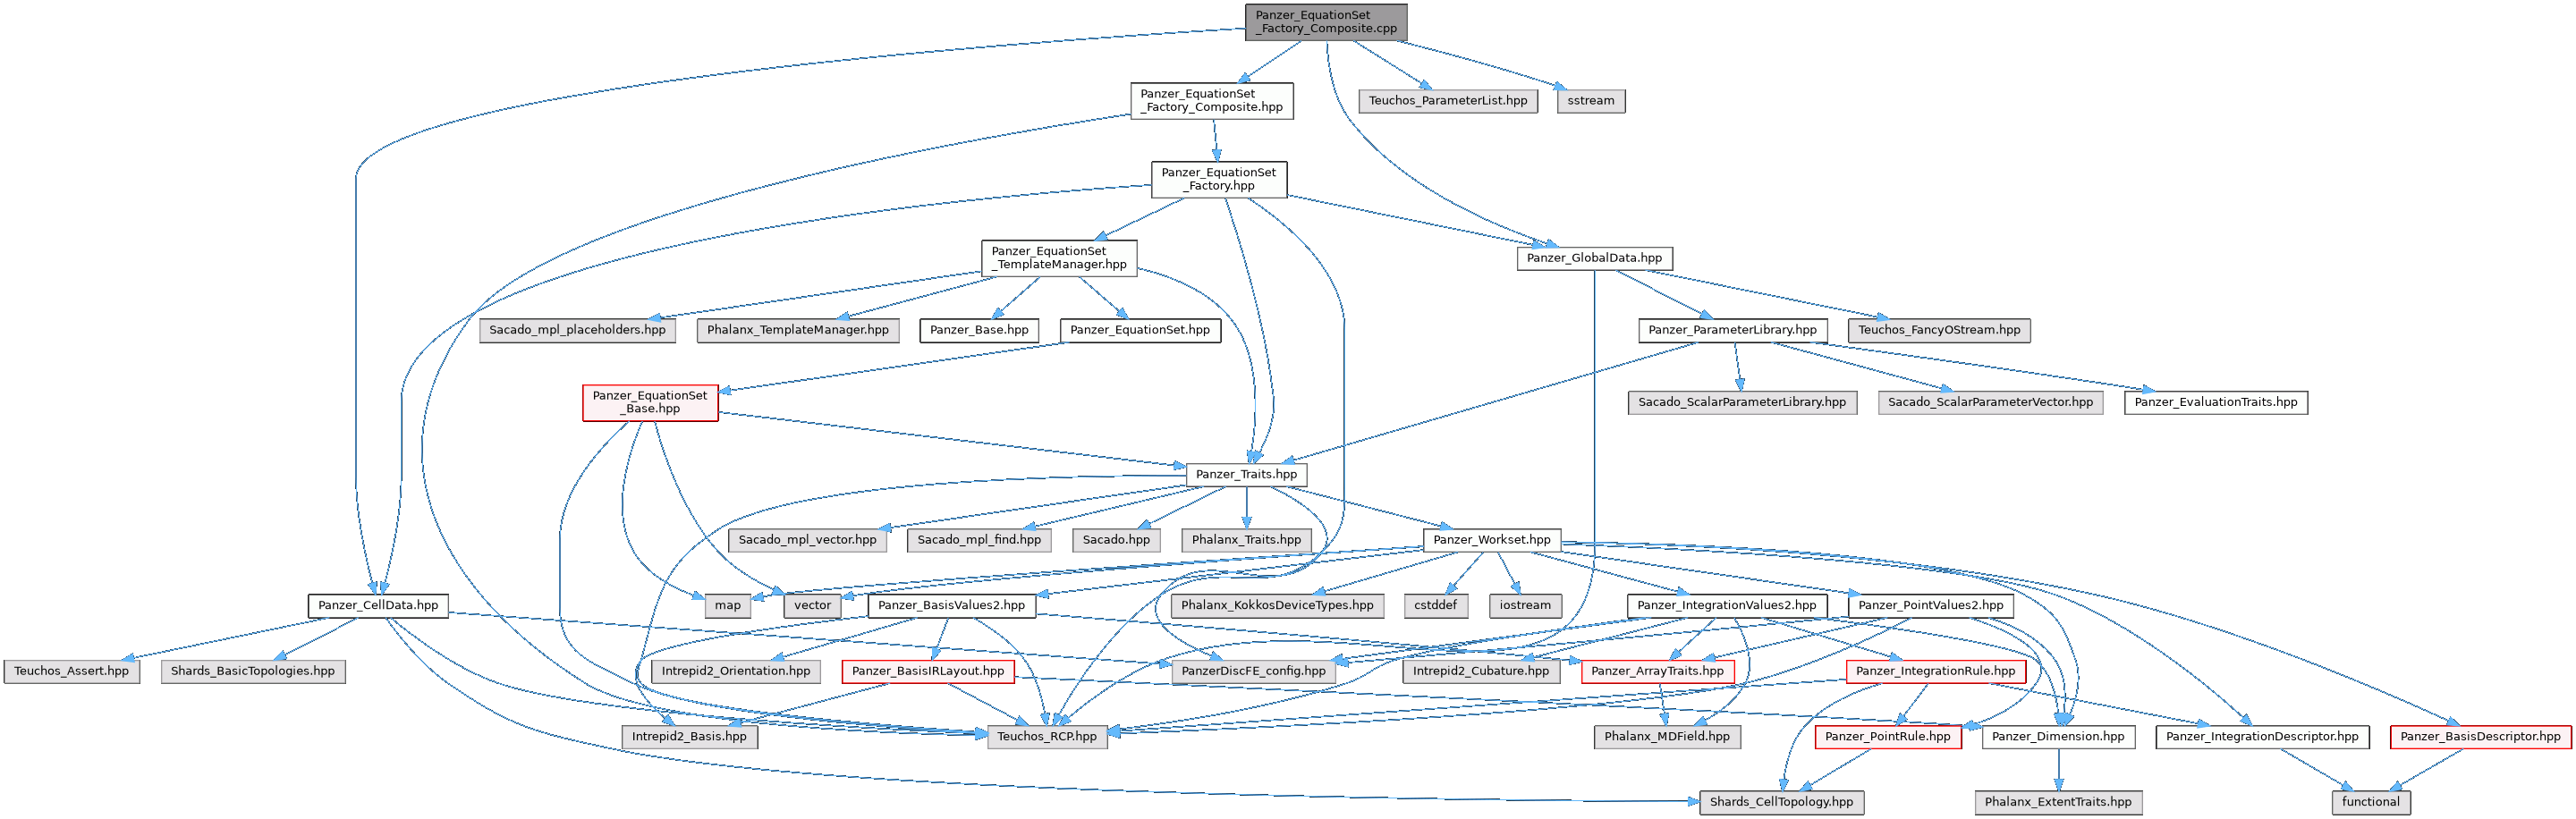 Panzer_EquationSet
_Factory_Composite.cpp
Panzer_EquationSet
_Factory_Composite.hpp
Teuchos_ParameterList.hpp
sstream
Panzer_EquationSet
_Factory.hpp
Panzer_EquationSet
_TemplateManager.hpp
Panzer_GlobalData.hpp
Sacado_mpl_placeholders.hpp
Phalanx_TemplateManager.hpp
Panzer_Base.hpp
Panzer_EquationSet.hpp
Panzer_ParameterLibrary.hpp
Teuchos_FancyOStream.hpp
Panzer_EquationSet
_Base.hpp
Sacado_ScalarParameterLibrary.hpp
Sacado_ScalarParameterVector.hpp
Panzer_EvaluationTraits.hpp
Panzer_Traits.hpp
Sacado_mpl_vector.hpp
Sacado_mpl_find.hpp
Sacado.hpp
Phalanx_Traits.hpp
Panzer_Workset.hpp
Panzer_CellData.hpp
map
vector
Panzer_BasisValues2.hpp
Phalanx_KokkosDeviceTypes.hpp
cstddef
iostream
Panzer_IntegrationValues2.hpp
Panzer_PointValues2.hpp
Teuchos_Assert.hpp
Shards_BasicTopologies.hpp
Intrepid2_Orientation.hpp
Panzer_BasisIRLayout.hpp
PanzerDiscFE_config.hpp
Intrepid2_Cubature.hpp
Panzer_ArrayTraits.hpp
Panzer_IntegrationRule.hpp
Intrepid2_Basis.hpp
Teuchos_RCP.hpp
Phalanx_MDField.hpp
Panzer_PointRule.hpp
Panzer_Dimension.hpp
Panzer_IntegrationDescriptor.hpp
Panzer_BasisDescriptor.hpp
Shards_CellTopology.hpp
Phalanx_ExtentTraits.hpp
functional